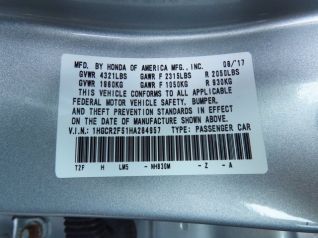 MFD. BY HONDA OF AMERICA MFG., INC. 08/17
GVWR 4321LBS GAWR F 2315LBS R 2050LBS
GVWR 1960KG GAWR F 1050KG R 930KG
THIS VEHICLE CONFORMS TO ALL APPLICABLE
FEDERAL MOTOR VEHICLE SAFETY, BUMPER,
AND THEFT PREVENTION STANDARDS IN EFFECT
ON THE DATE OF MANUFACTURE SHOWN ABOVE.
V.I.N.: 1HGCR2F51HA284957 TYPE: PASSENGER CAR
T2F H LM5 - NH830M - Z - A